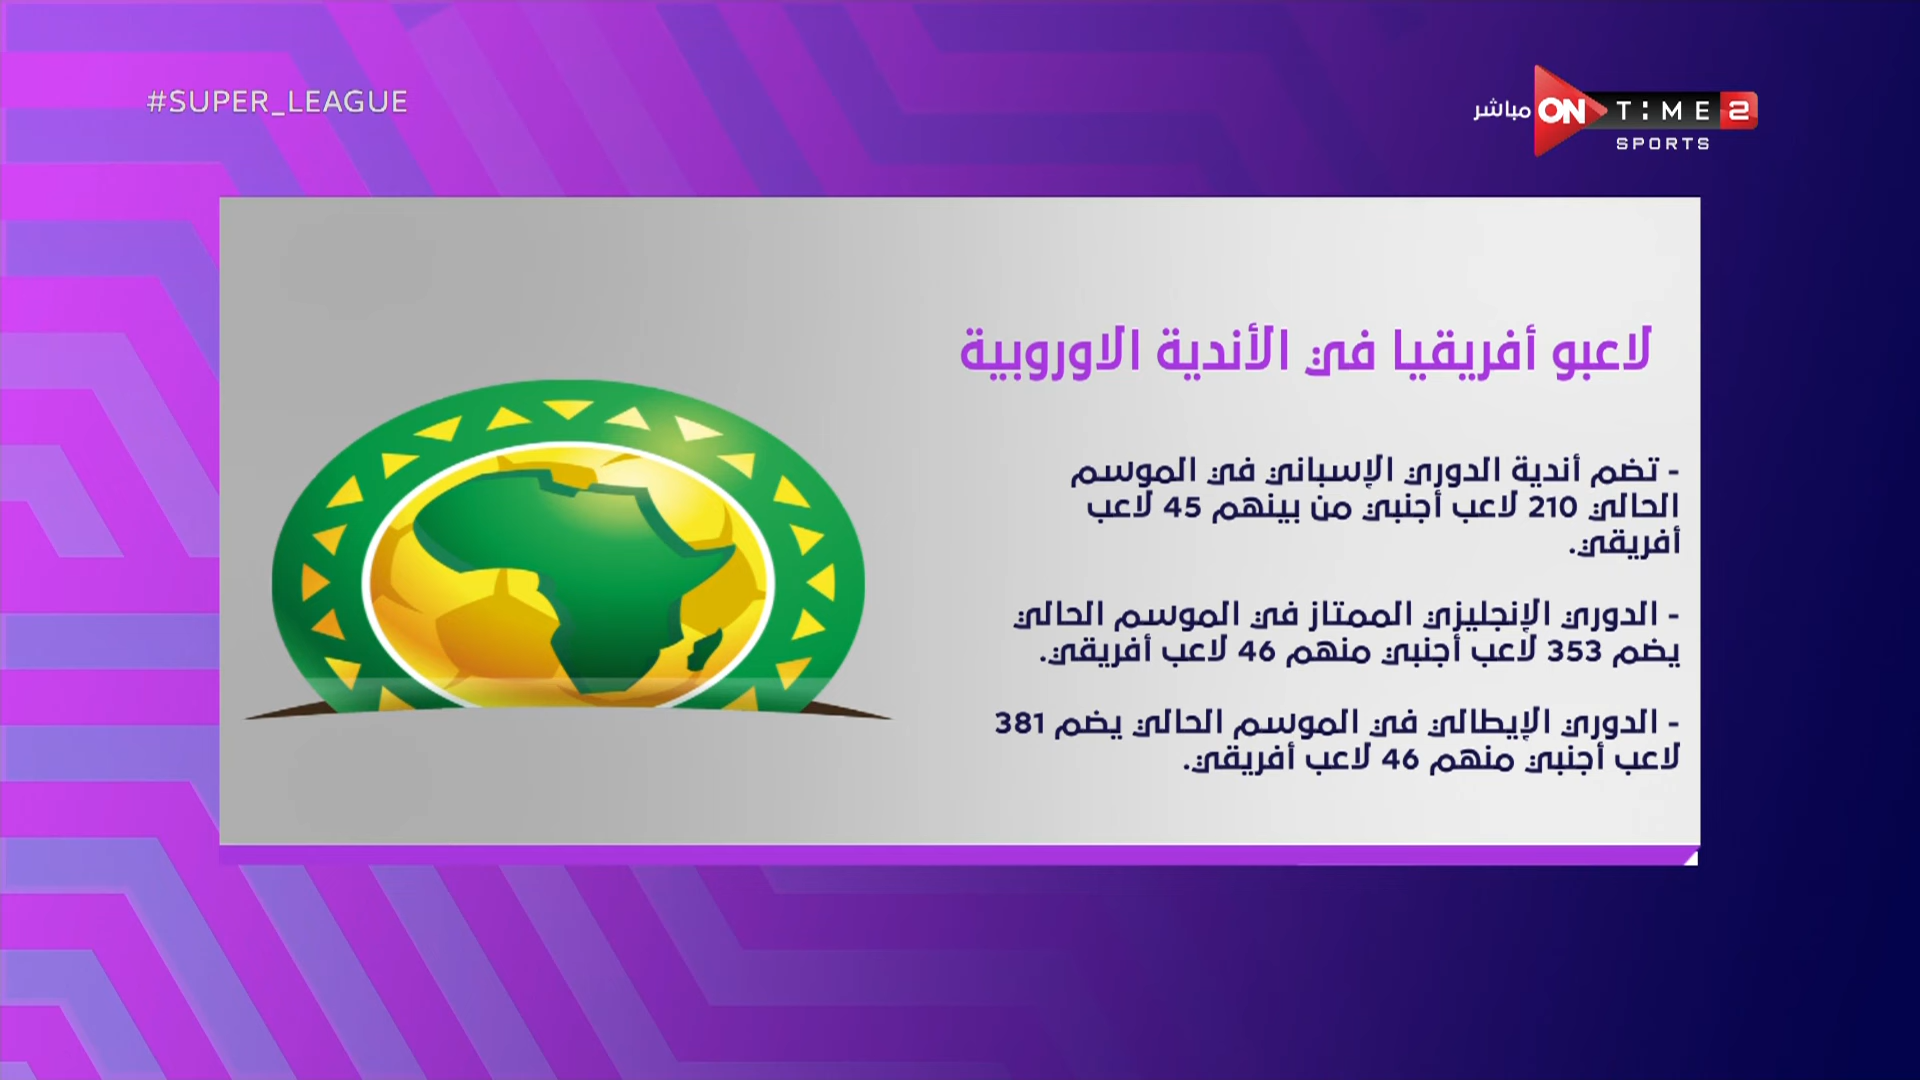 #SUPER_LEAGUE
مباشر ON TIME 2
SPORTS
لاعبو أفريقيا في الأندية الاوروبية
- تضم أندية الدوري الإسباني في الموسم
الحالي 210 لاعب أجنبي من بينهم 45 لاعب
أفريقي.
- الدوري الإنجليزي الممتاز في الموسم الحالي
يضم 353 لاعب أجنبي منهم 46 لاعب أفريقي.
- الدوري الإيطالي في الموسم الحالي يضم 381
لاعب أجنبي منهم 46 لاعب أفريقي.